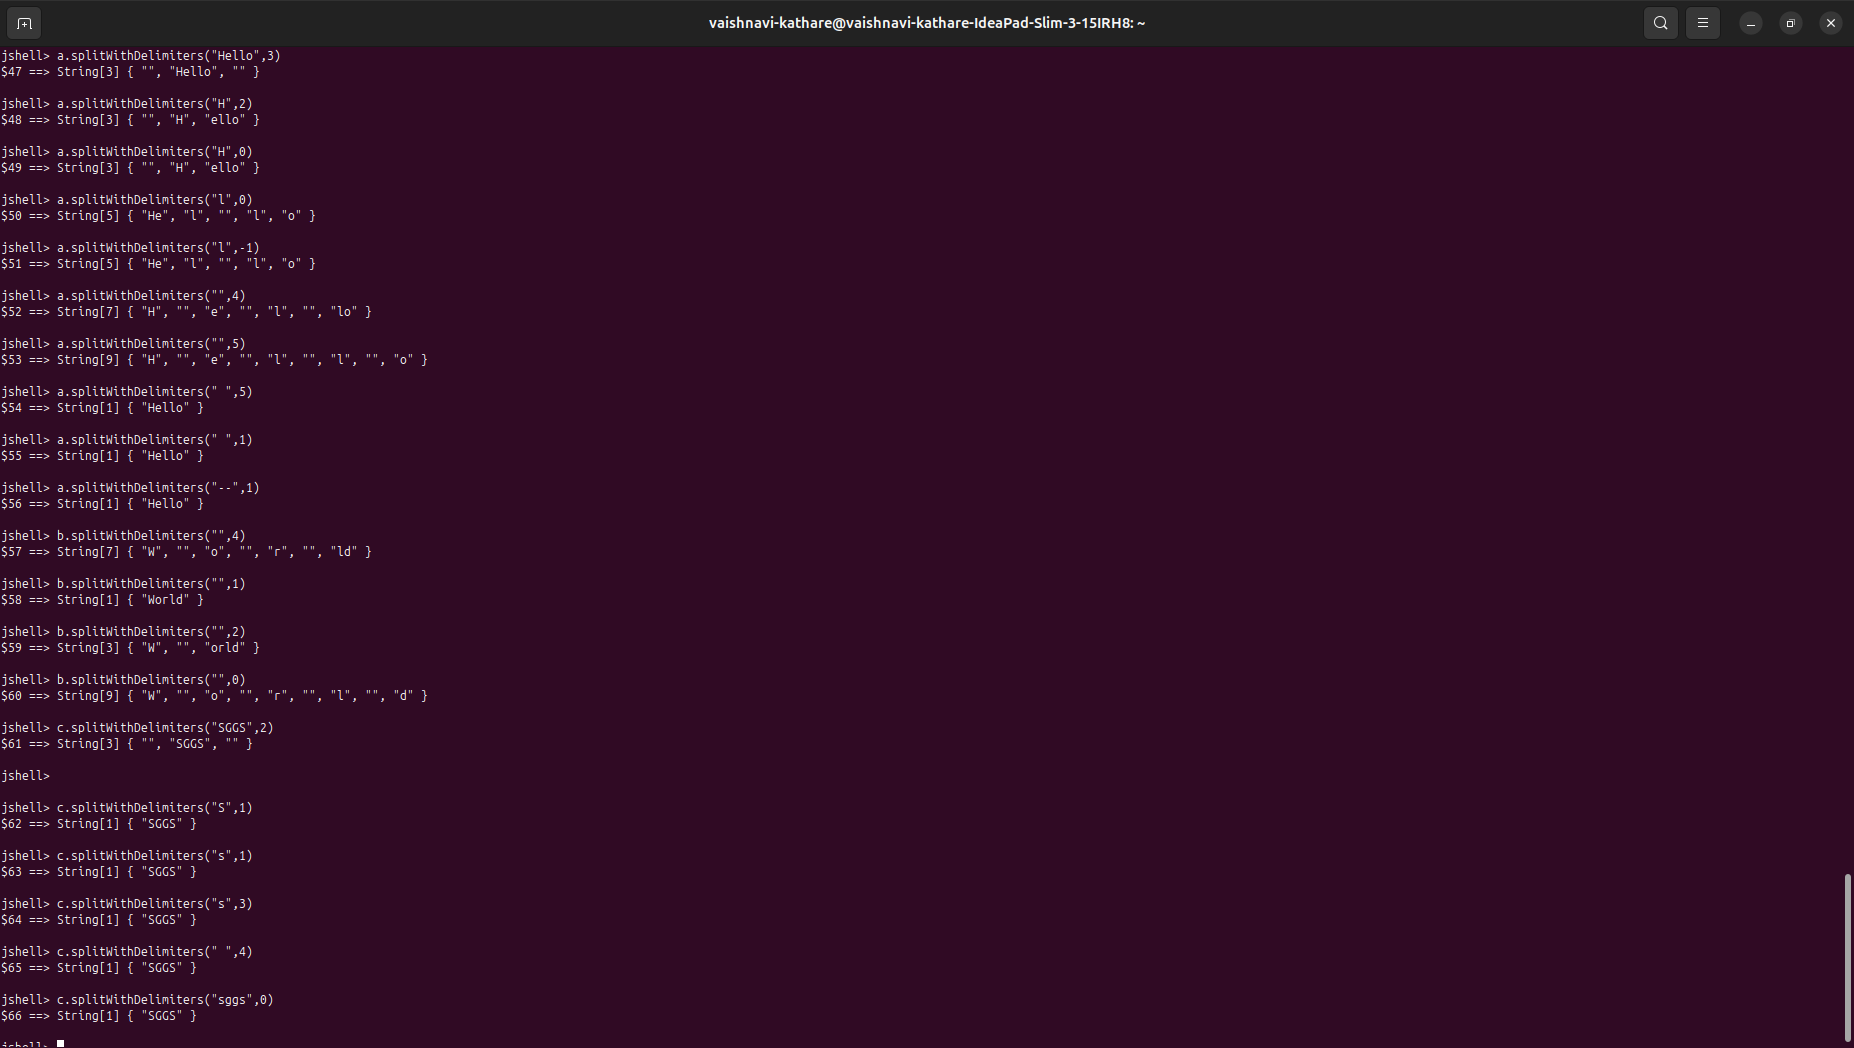 vaishnavi-kathare@vaishnavi-kathare-IdeaPad-Slim-3-15IRH8: ~
jshell> a.splitWithDelimiters("Hello",3)
$47 ==> String[3] { "", "Hello", "" }
jshell> a.splitWithDelimiters("H",2)
$48 ==> String[3] { "", "H", "ello" }
jshell> a.splitWithDelimiters("H",0)
$49 ==> String[3] { "", "H", "ello" }
jshell> a.splitWithDelimiters("l",0)
$50 ==> String[5] { "He", "l", "", "l", "o" }
jshell> a.splitWithDelimiters("l",-1)
$51 ==> String[5] { "He", "l", "", "l", "o" }
jshell> a.splitWithDelimiters("",4)
$52 ==> String[7] { "H", "", "e", "", "l", "", "lo" }
jshell> a.splitWithDelimiters("",5)
$53 ==> String[9] { "H", "", "e", "", "l", "", "l", "", "o" }
jshell> a.splitWithDelimiters(" ",5)
$54 ==> String[1] { "Hello" }
jshell> a.splitWithDelimiters(" ",1)
$55 ==> String[1] { "Hello" }
jshell> a.splitWithDelimiters("--",1)
$56 ==> String[1] { "Hello" }
jshell> b.splitWithDelimiters("",4)
$57 ==> String[7] { "W", "", "o", "", "r", "", "ld" }
jshell> b.splitWithDelimiters("",1)
$58 ==> String[1] { "World" }
jshell> b.splitWithDelimiters("",2)
$59 ==> String[3] { "W", "", "orld" }
jshell> b.splitWithDelimiters("",0)
$60 ==> String[9] { "W", "", "o", "", "r", "", "l", "", "d" }
jshell> c.splitWithDelimiters("SGGS",2)
$61 ==> String[3] { "", "SGGS", "" }
jshell>
jshell> c.splitWithDelimiters("S",1)
$62 ==> String[1] { "SGGS" }
jshell> c.splitWithDelimiters("s",1)
$63 ==> String[1] { "SGGS" }
jshell> c.splitWithDelimiters("s",3)
$64 ==> String[1] { "SGGS" }
jshell> c.splitWithDelimiters(" ",4)
$65 ==> String[1] { "SGGS" }
jshell> c.splitWithDelimiters("sggs",0)
$66 ==> String[1] { "SGGS" }
jshell>